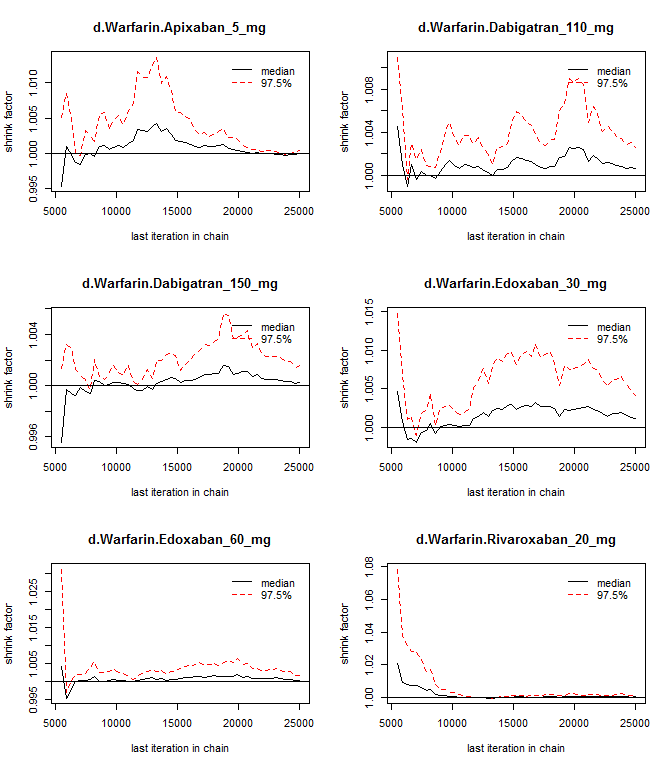 d.Warfarin.Apixaban_5_mg
shrink factor
0.995 1.000 1.005 1.010
median
97.5%
5000 10000 15000 20000 25000
last iteration in chain
d.Warfarin.Dabigatran_110_mg
shrink factor
1.000 1.004 1.008
median
97.5%
5000 10000 15000 20000 25000
last iteration in chain
d.Warfarin.Dabigatran_150_mg
shrink factor
0.996 1.000 1.004
median
97.5%
5000 10000 15000 20000 25000
last iteration in chain
d.Warfarin.Edoxaban_30_mg
shrink factor
1.000 1.005 1.010 1.015
median
97.5%
5000 10000 15000 20000 25000
last iteration in chain
d.Warfarin.Edoxaban_60_mg
shrink factor
0.995 1.005 1.015 1.025
median
97.5%
5000 10000 15000 20000 25000
last iteration in chain
d.Warfarin.Rivaroxaban_20_mg
shrink factor
1.00 1.02 1.04 1.06 1.08
median
97.5%
5000 10000 15000 20000 25000
last iteration in chain